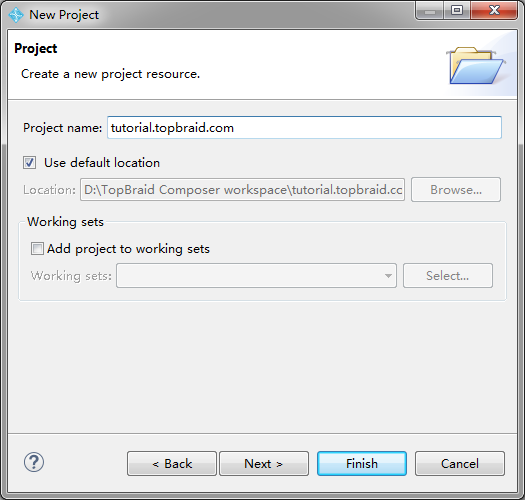 New Project
Project
Create a new project resource.
Project name: tutorial.topbraid.com
Use default location
Location: D:\TopBraid Composer workspace\tutorial.topbraid.cc Browse...
Working sets
Add project to working sets
Working sets: Select...
? < Back Next > Finish Cancel